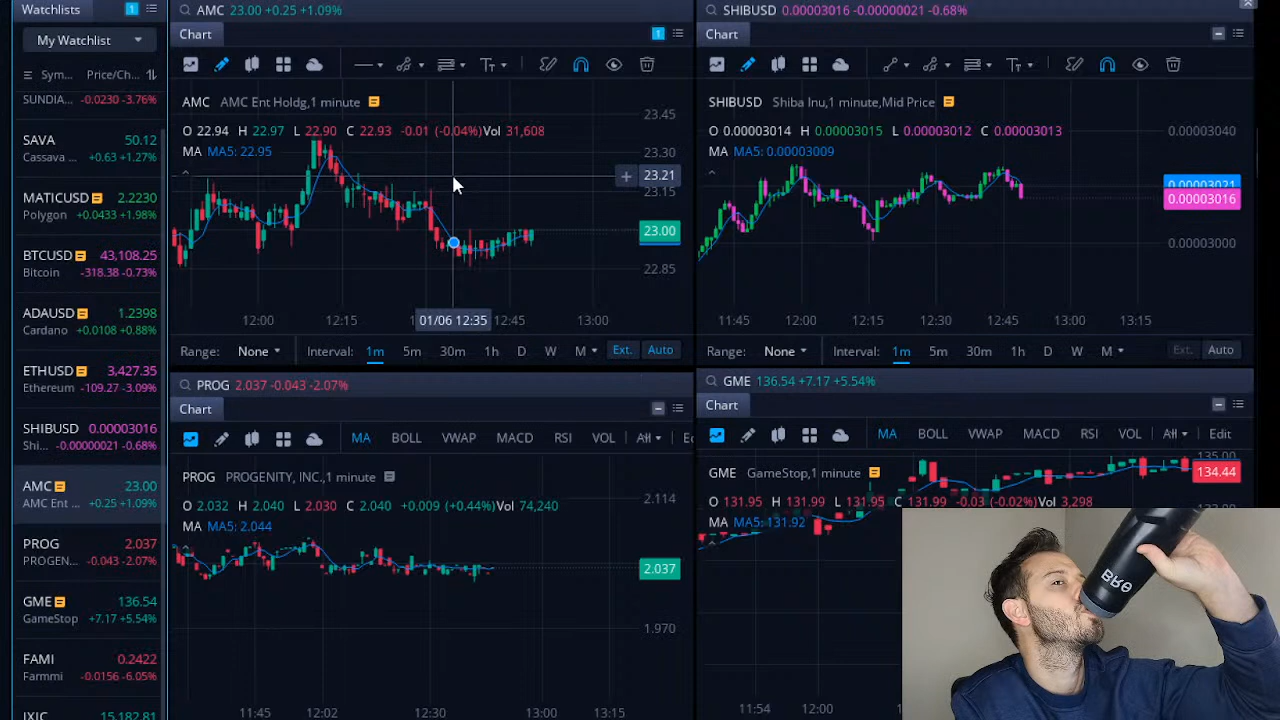 Watchlists 1
My Watchlist
Sym... Price/Ch...
SUNDIA... -0.0230 -3.76%
SAVA 50.12
Cassava ... +0.63 +1.27%
MATICUSD 2.2230
Polygon +0.0433 +1.98%
BTCUSD 43,108.25
Bitcoin -318.38 -0.73%
ADAUSD 1.2398
Cardano +0.0108 +0.88%
ETHUSD 3,427.35
Ethereum -109.27 -3.09%
SHIBUSD 0.00003016
Shi... -0.00000021 -0.68%
AMC 23.00
AMC Ent ... +0.25 +1.09%
PROG 2.037
PROGEN... -0.043 -2.07%
GME 136.54
GameStop +7.17 +5.54%
FAMI 0.2422
Farmmi -0.0156 -6.05%
IXIC 15,182.81
AMC 23.00 +0.25 +1.09%
Chart 1
AMC AMC Ent Holdg,1 minute
O 22.94 H 22.97 L 22.90 C 22.93 -0.01 (-0.04%) Vol 31,608
MA MA5: 22.95
23.45
23.30
23.21
23.15
23.00
22.85
12:00 12:15 01/06 12:35 12:45 13:00
Range: None Interval: 1m 5m 30m 1h D W M Ext. Auto
SHIBUSD 0.00003016 -0.00000021 -0.68%
Chart
SHIBUSD Shiba Inu,1 minute,Mid Price
O 0.00003014 H 0.00003015 L 0.00003012 C 0.00003013
MA MA5: 0.00003009
0.00003040
0.00003021
0.00003016
0.00003000
11:45 12:00 12:15 12:30 12:45 13:00 13:15
Range: None Interval: 1m 5m 30m 1h D W M Ext. Auto
PROG 2.037 -0.043 -2.07%
Chart
MA BOLL VWAP MACD RSI VOL All
PROG PROGENITY, INC.,1 minute
O 2.032 H 2.040 L 2.030 C 2.040 +0.009 (+0.44%) Vol 74,240
MA MA5: 2.044
2.114
2.037
1.970
11:45 12:02 12:30 13:00 13:15
GME 136.54 +7.17 +5.54%
Chart
MA BOLL VWAP MACD RSI VOL All Edit
GME GameStop,1 minute
135.00
134.44
O 131.95 H 131.99 L 131.95 C 131.99 -0.03 (-0.02%) Vol 3,298
MA MA5: 131.92
11:54 12:00
BRĒ